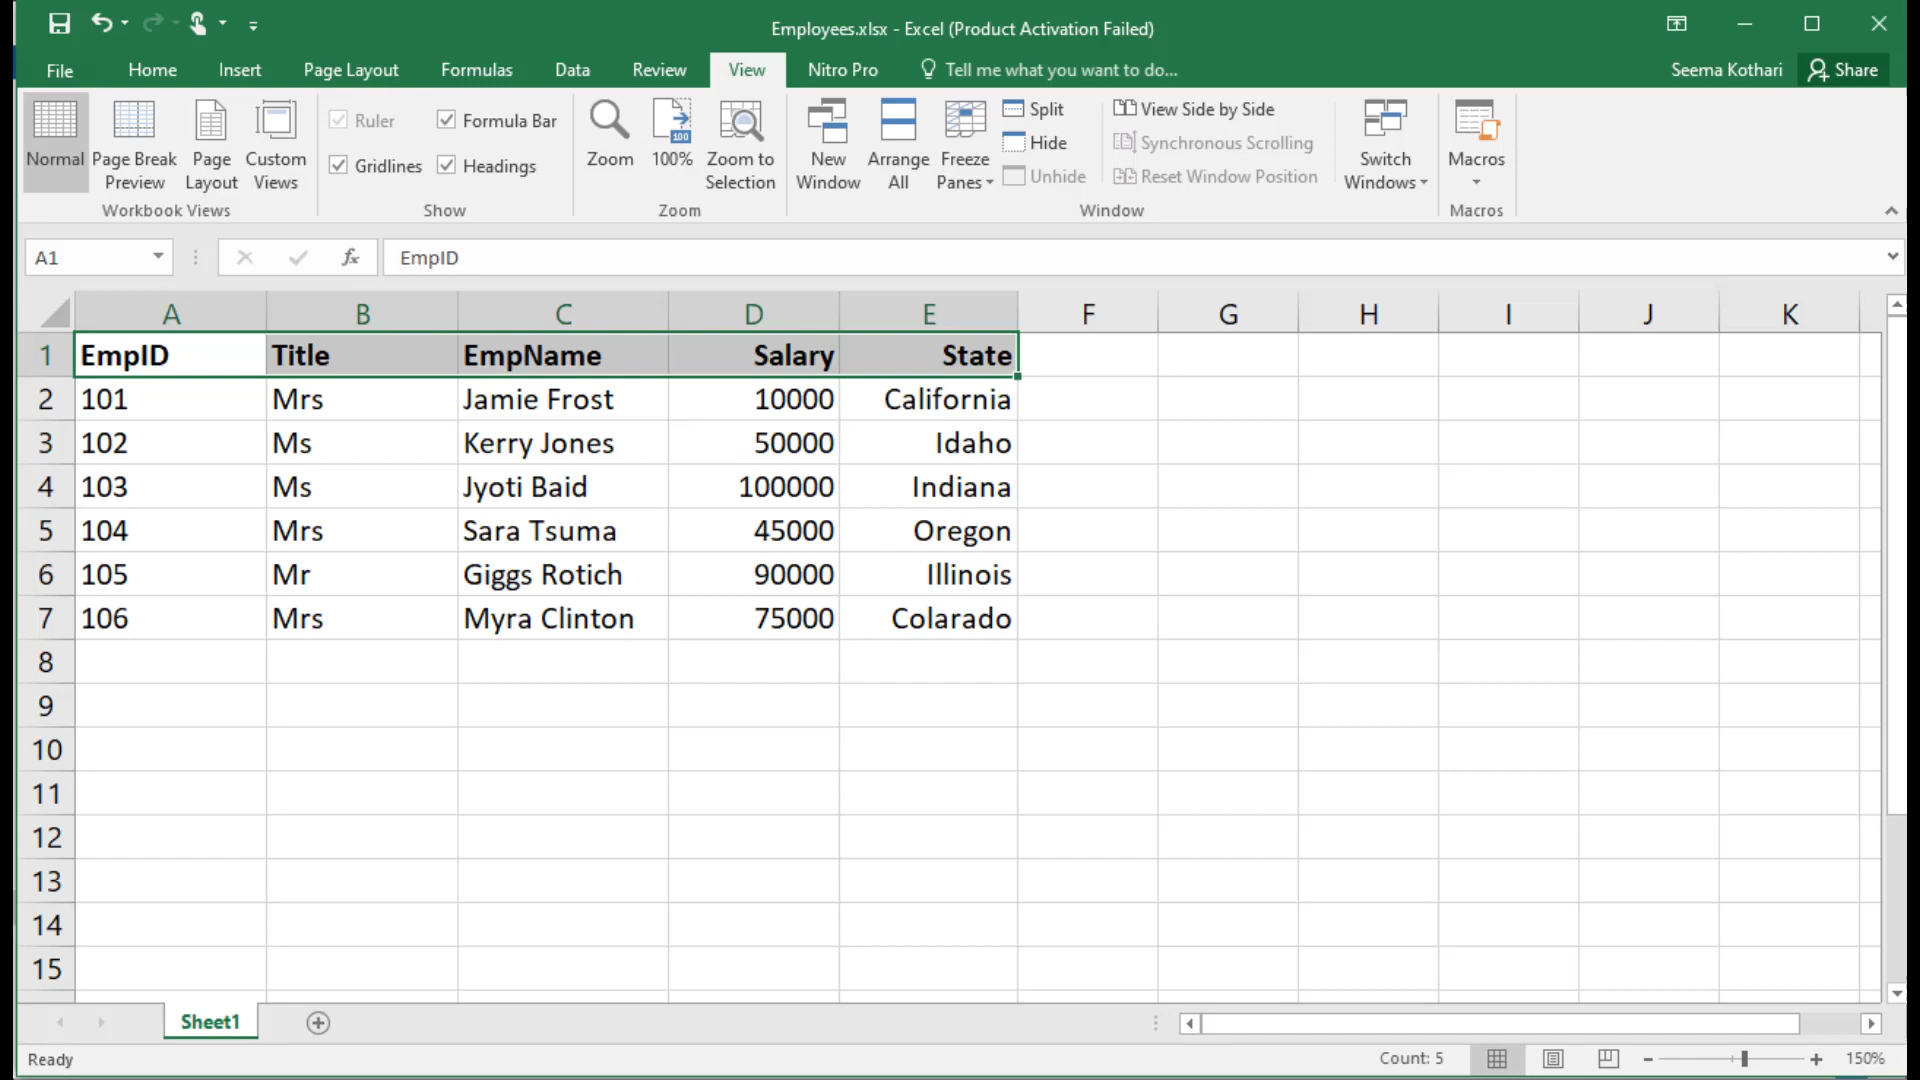 Employees.xlsx - Excel (Product Activation Failed)
File Home Insert Page Layout Formulas Data Review View Nitro Pro Tell me what you want to do... Seema Kothari Share
Normal
Page Break Preview
Page Layout
Custom Views
Workbook Views
Ruler
Formula Bar
Gridlines
Headings
Show
Zoom
100
100%
Zoom to Selection
Zoom
New Window
Arrange All
Freeze Panes
Split
Hide
Unhide
View Side by Side
Synchronous Scrolling
Reset Window Position
Window
Switch Windows
Macros
Macros
A1 fx EmpID
A B C D E F G H I J K
1 EmpID Title EmpName Salary State
2 101 Mrs Jamie Frost 10000 California
3 102 Ms Kerry Jones 50000 Idaho
4 103 Ms Jyoti Baid 100000 Indiana
5 104 Mrs Sara Tsuma 45000 Oregon
6 105 Mr Giggs Rotich 90000 Illinois
7 106 Mrs Myra Clinton 75000 Colarado
8
9
10
11
12
13
14
15
Sheet1
Ready Count: 5 150%